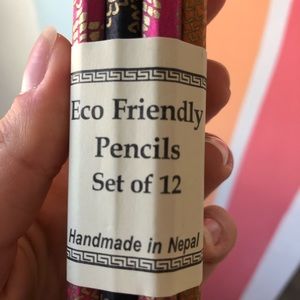 Eco Friendly
Pencils
Set of 12
Handmade in Nepal